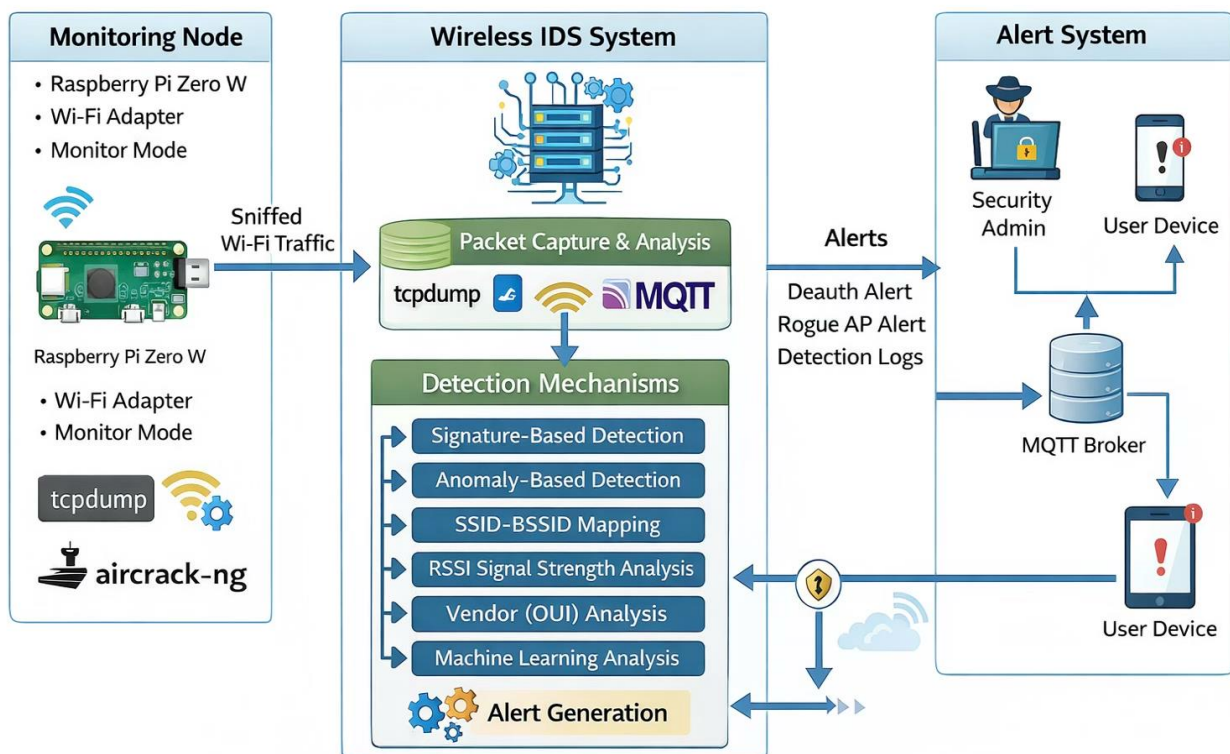 Monitoring Node
• Raspberry Pi Zero W
• Wi-Fi Adapter
• Monitor Mode
Raspberry Pi Zero W
• Wi-Fi Adapter
• Monitor Mode
tcpdump
aircrack-ng
Sniffed
Wi-Fi Traffic
Wireless IDS System
Packet Capture & Analysis
tcpdump
MQTT
Detection Mechanisms
Signature-Based Detection
Anomaly-Based Detection
SSID-BSSID Mapping
RSSI Signal Strength Analysis
Vendor (OUI) Analysis
Machine Learning Analysis
Alert Generation
Alerts
Deauth Alert
Rogue AP Alert
Detection Logs
Alert System
Security
Admin
User Device
MQTT Broker
User Device